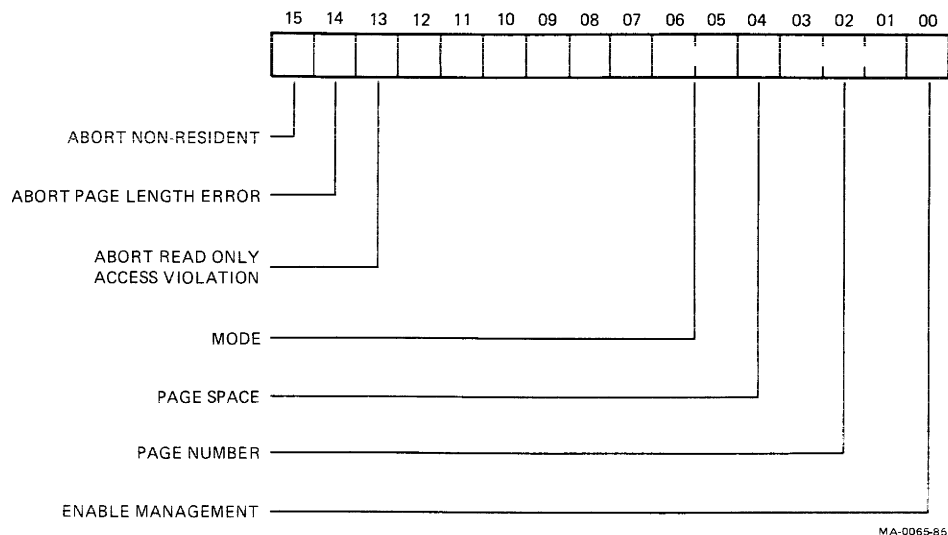 15 14 13 12 11 10 09 08 07 06 05 04 03 02 01 00
ABORT NON-RESIDENT
ABORT PAGE LENGTH ERROR
ABORT READ ONLY
ACCESS VIOLATION
MODE
PAGE SPACE
PAGE NUMBER
ENABLE MANAGEMENT
MA-0065-85